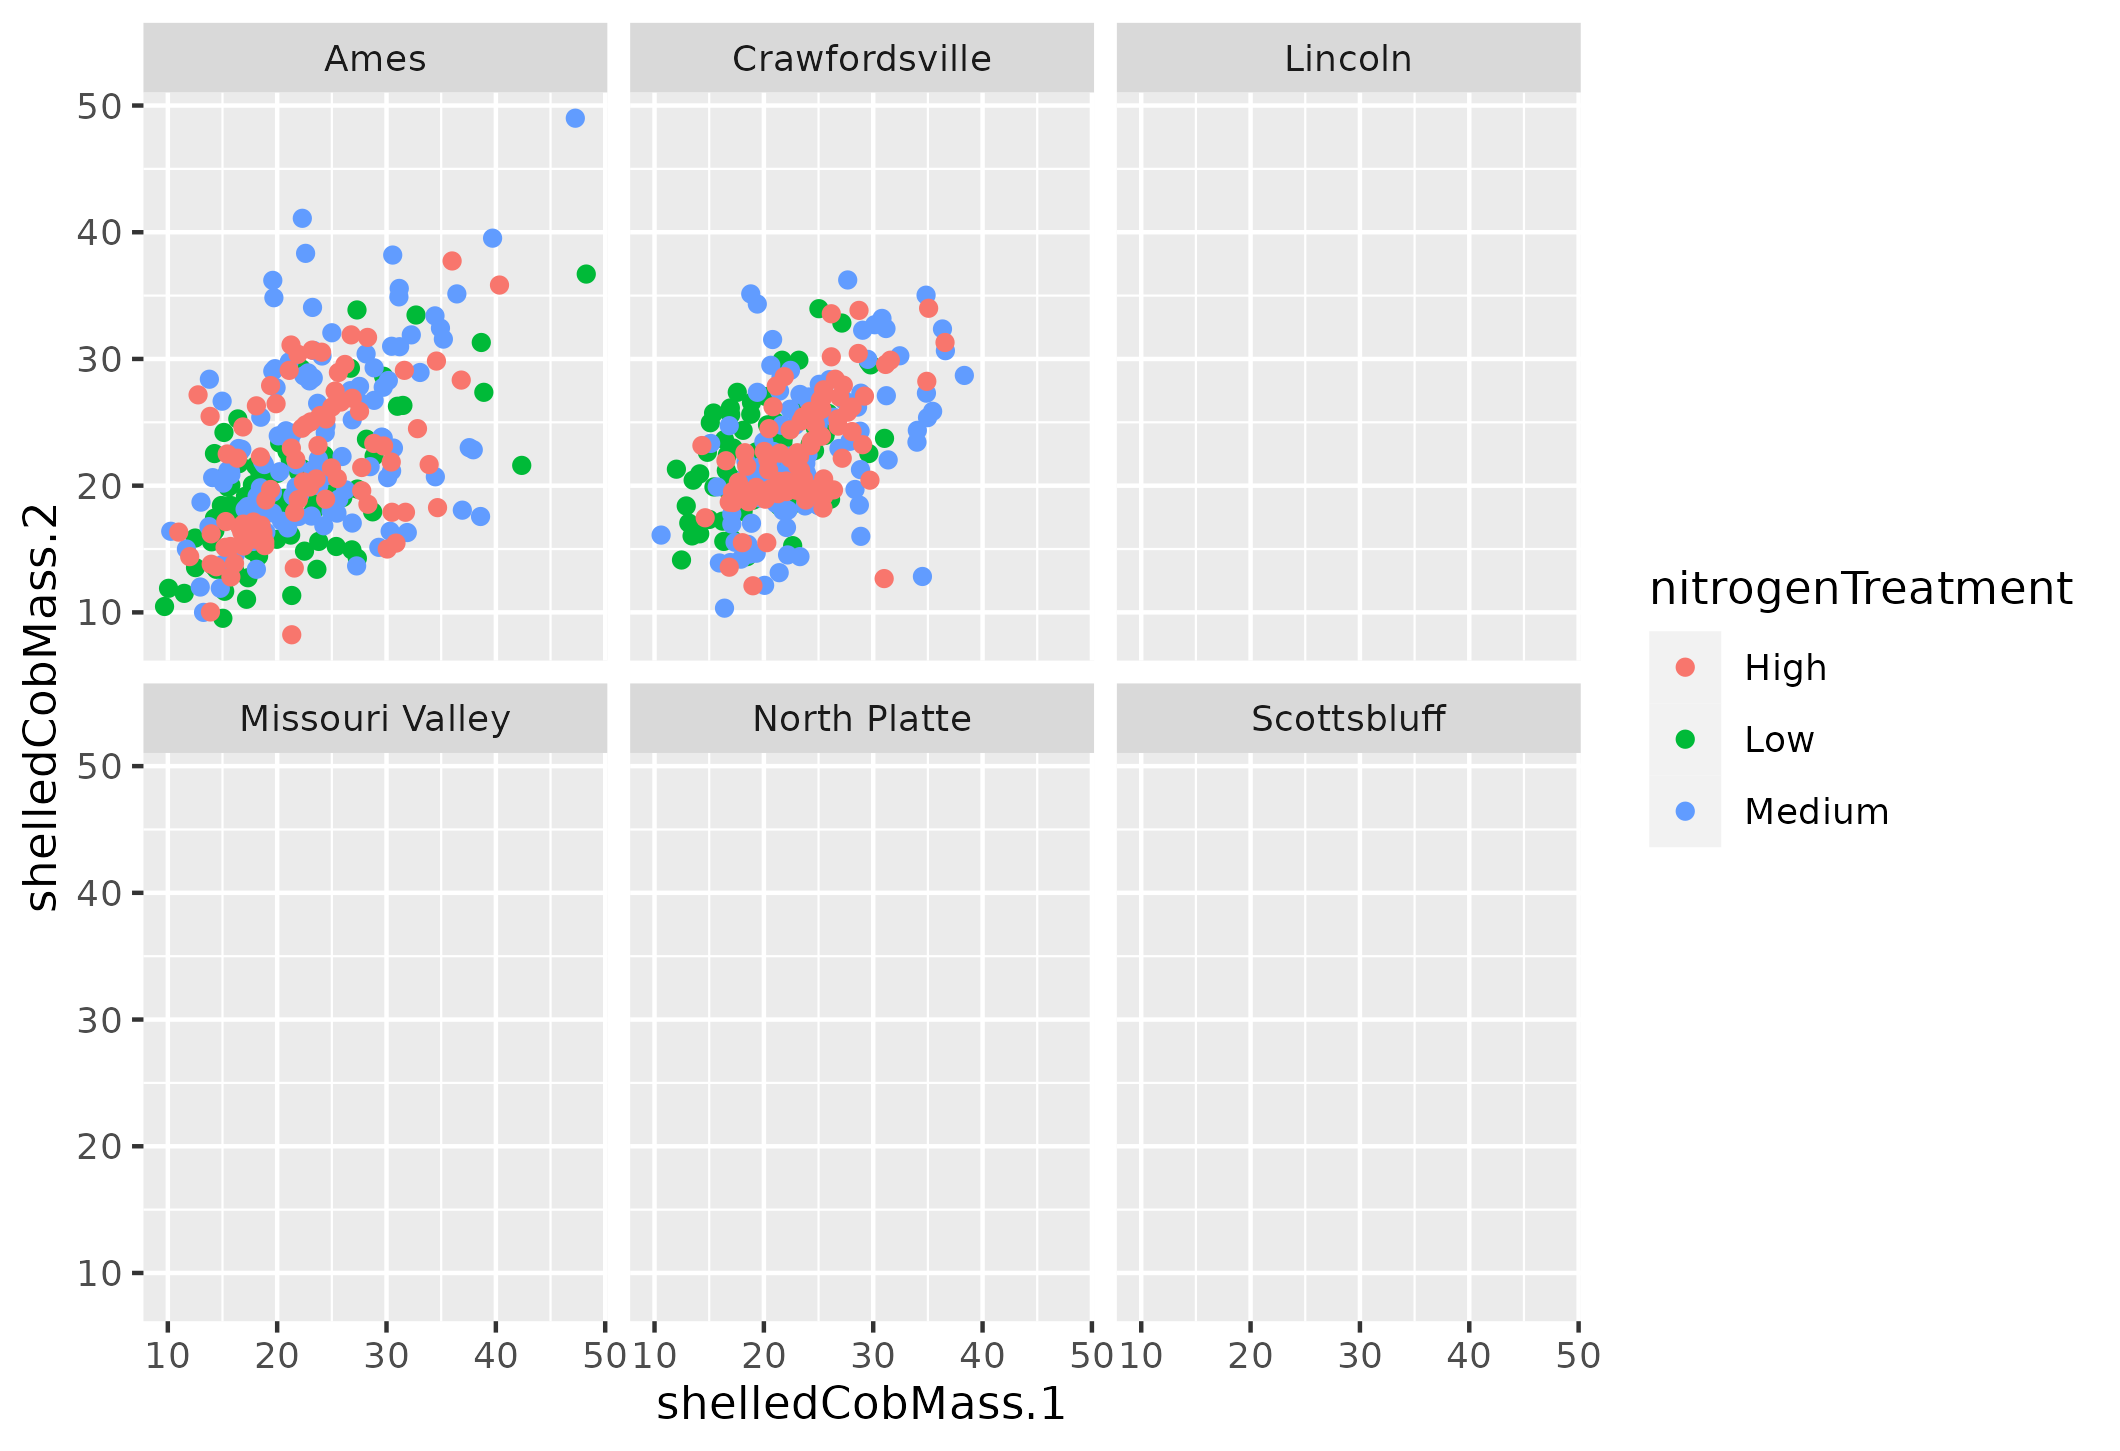 Ames
Crawfordsville
Lincoln
50
40
30
20
10
Missouri Valley
North Platte
Scottsbluff
50
40
30
20
10
10 20 30 40 50
10 20 30 40 50
10 20 30 40 50
shelledCobMass.1
shelledCobMass.2
nitrogenTreatment
High
Low
Medium